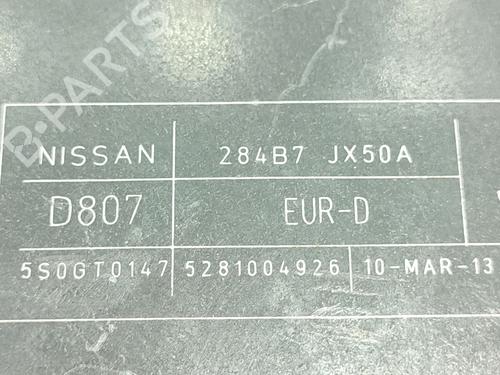 B-PARTS
NISSAN 284B7 JX50A
D807 EUR-D
5S0GT0147 5281004926 10-MAR-13